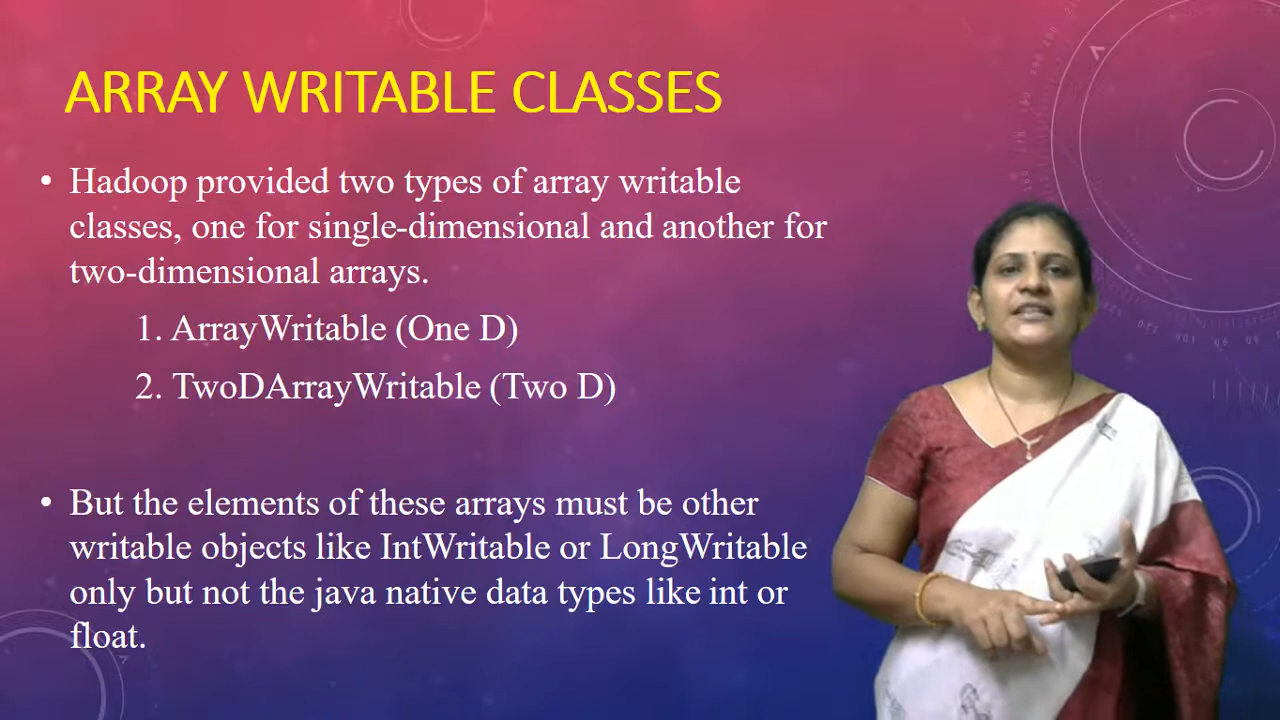 ARRAY WRITABLE CLASSES
• Hadoop provided two types of array writable
classes, one for single-dimensional and another for
two-dimensional arrays.
1. ArrayWritable (One D)
2. TwoDArrayWritable (Two D)
• But the elements of these arrays must be other
writable objects like IntWritable or LongWritable
only but not the java native data types like int or
float.